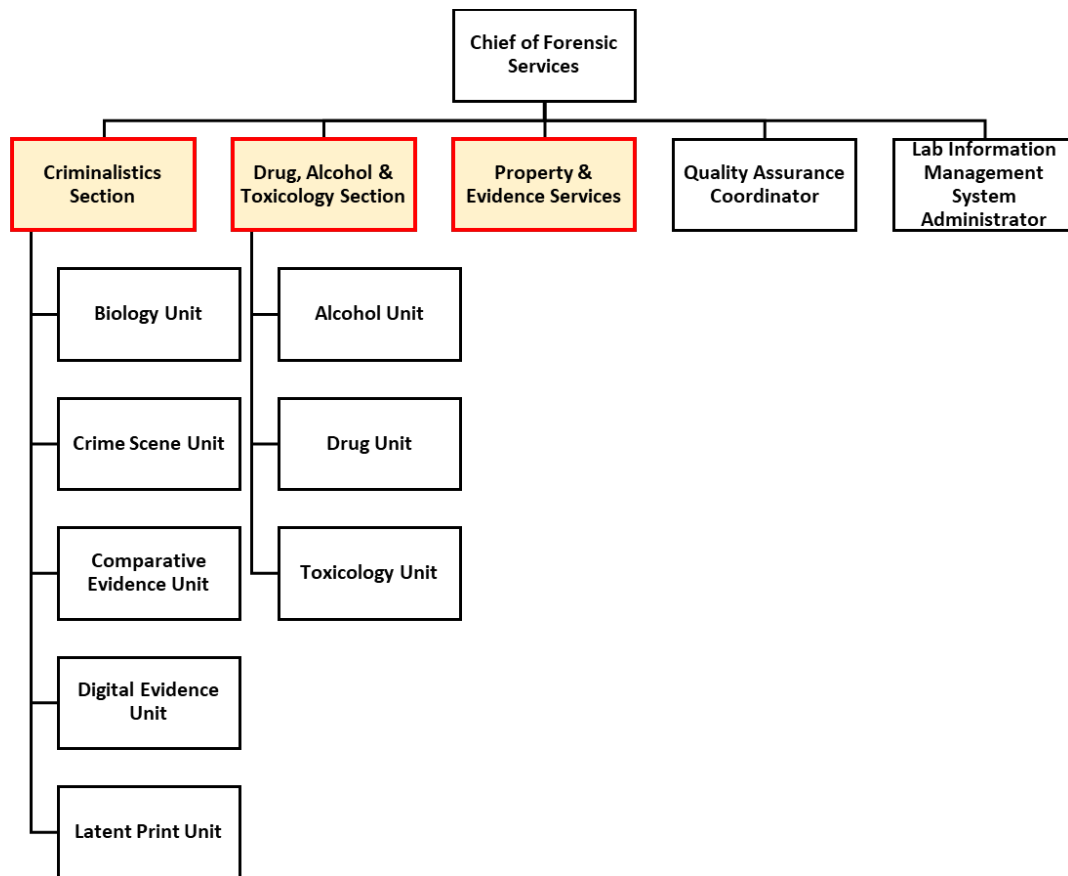 Chief of Forensic
Services
Criminalistics
Section
Drug, Alcohol &
Toxicology Section
Property &
Evidence Services
Quality Assurance
Coordinator
Lab Information
Management
System
Administrator
Biology Unit
Alcohol Unit
Crime Scene Unit
Drug Unit
Comparative
Evidence Unit
Toxicology Unit
Digital Evidence
Unit
Latent Print Unit